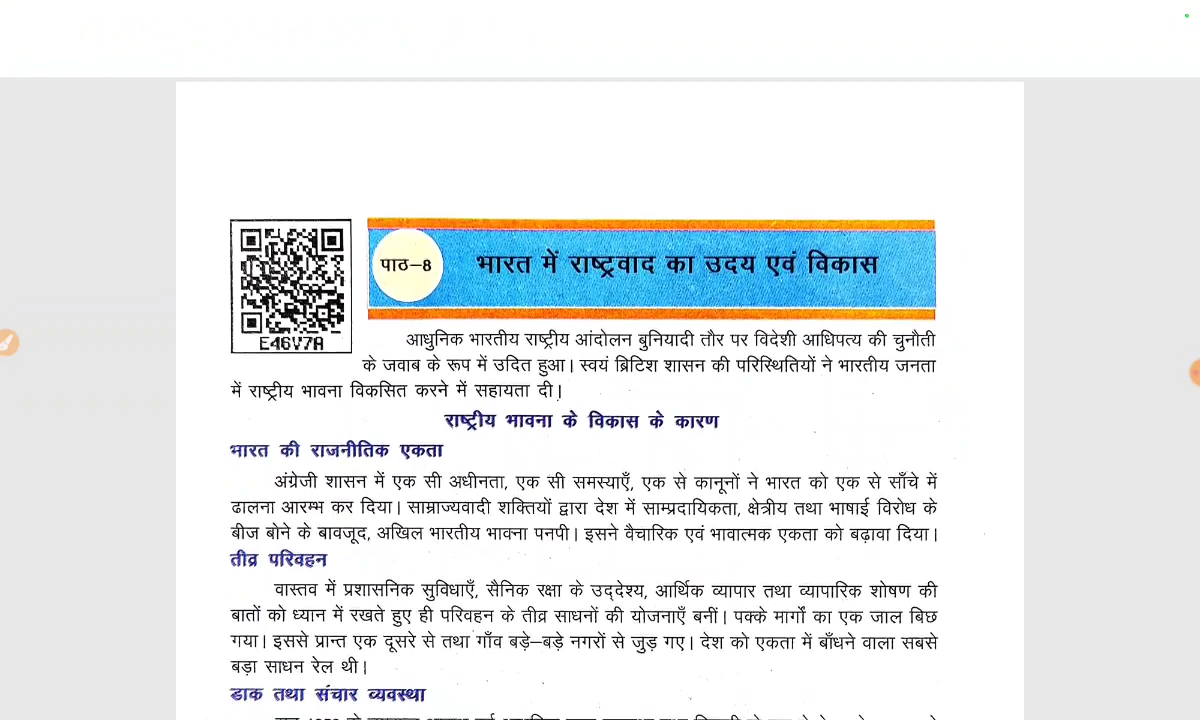 E46V7A
पाठ–8
भारत में राष्ट्रवाद का उदय एवं विकास
आधुनिक भारतीय राष्ट्रीय आंदोलन बुनियादी तौर पर विदेशी आधिपत्य की चुनौती
के जवाब के रूप में उदित हुआ। स्वयं ब्रिटिश शासन की परिस्थितियों ने भारतीय जनता
में राष्ट्रीय भावना विकसित करने में सहायता दी।
राष्ट्रीय भावना के विकास के कारण
भारत की राजनीतिक एकता
अंग्रेजी शासन में एक सी अधीनता, एक सी समस्याएँ, एक से कानूनों ने भारत को एक से साँचे में
ढालना आरम्भ कर दिया। साम्राज्यवादी शक्तियों द्वारा देश में साम्प्रदायिकता, क्षेत्रीय तथा भाषाई विरोध के
बीज बोने के बावजूद, अखिल भारतीय भावना पनपी। इसने वैचारिक एवं भावात्मक एकता को बढ़ावा दिया।
तीव्र परिवहन
वास्तव में प्रशासनिक सुविधाएँ, सैनिक रक्षा के उद्देश्य, आर्थिक व्यापार तथा व्यापारिक शोषण की
बातों को ध्यान में रखते हुए ही परिवहन के तीव्र साधनों की योजनाएँ बनीं। पक्के मार्गों का एक जाल बिछ
गया। इससे प्रान्त एक दूसरे से तथा गाँव बड़े–बड़े नगरों से जुड़ गए। देश को एकता में बाँधने वाला सबसे
बड़ा साधन रेल थी।
डाक तथा संचार व्यवस्था